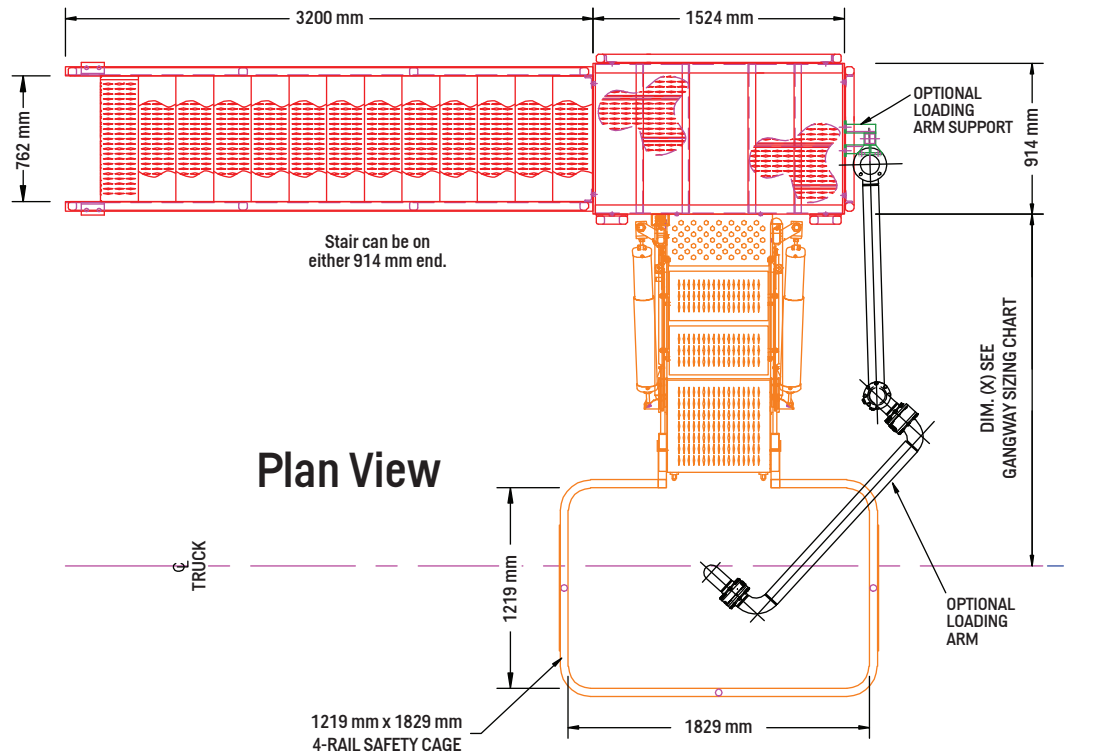 3200 mm
1524 mm
762 mm
OPTIONAL
LOADING
ARM SUPPORT
914 mm
Stair can be on
either 914 mm end.
DIM. (X) SEE
GANGWAY SIZING CHART
Plan View
CL
TRUCK
1219 mm
OPTIONAL
LOADING
ARM
1219 mm x 1829 mm
4-RAIL SAFETY CAGE
1829 mm